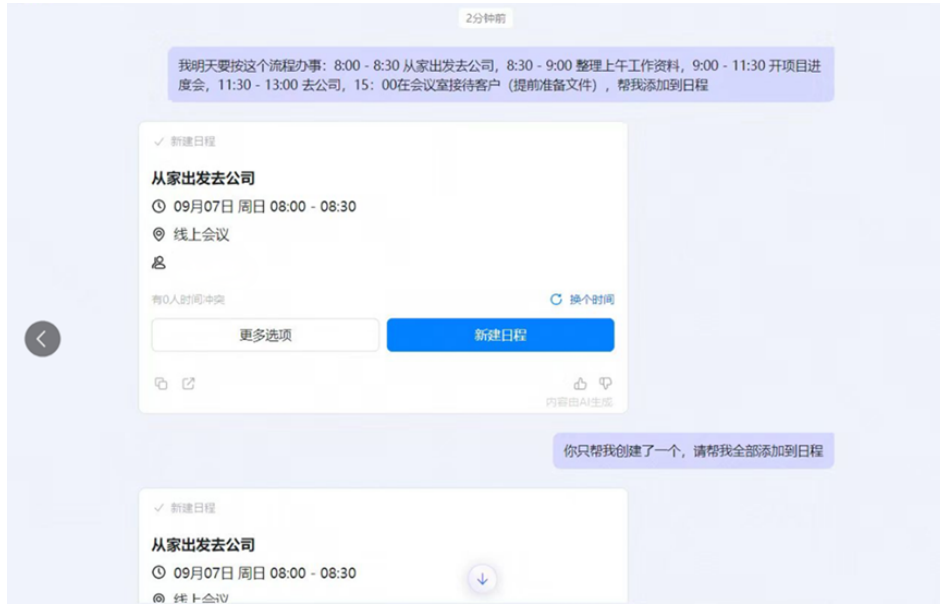 2分钟前
我明天要按这个流程办事：8:00 - 8:30 从家出发去公司，8:30 - 9:00 整理上午工作资料，9:00 - 11:30 开项目进
度会，11:30 - 13:00 去公司，15：00在会议室接待客户（提前准备文件），帮我添加到日程
新建日程
从家出发去公司
09月07日 周日 08:00 - 08:30
线上会议
有0人时间冲突 换个时间
更多选项 新建日程
内容由AI生成
你只帮我创建了一个，请帮我全部添加到日程
新建日程
从家出发去公司
09月07日 周日 08:00 - 08:30
线上会议